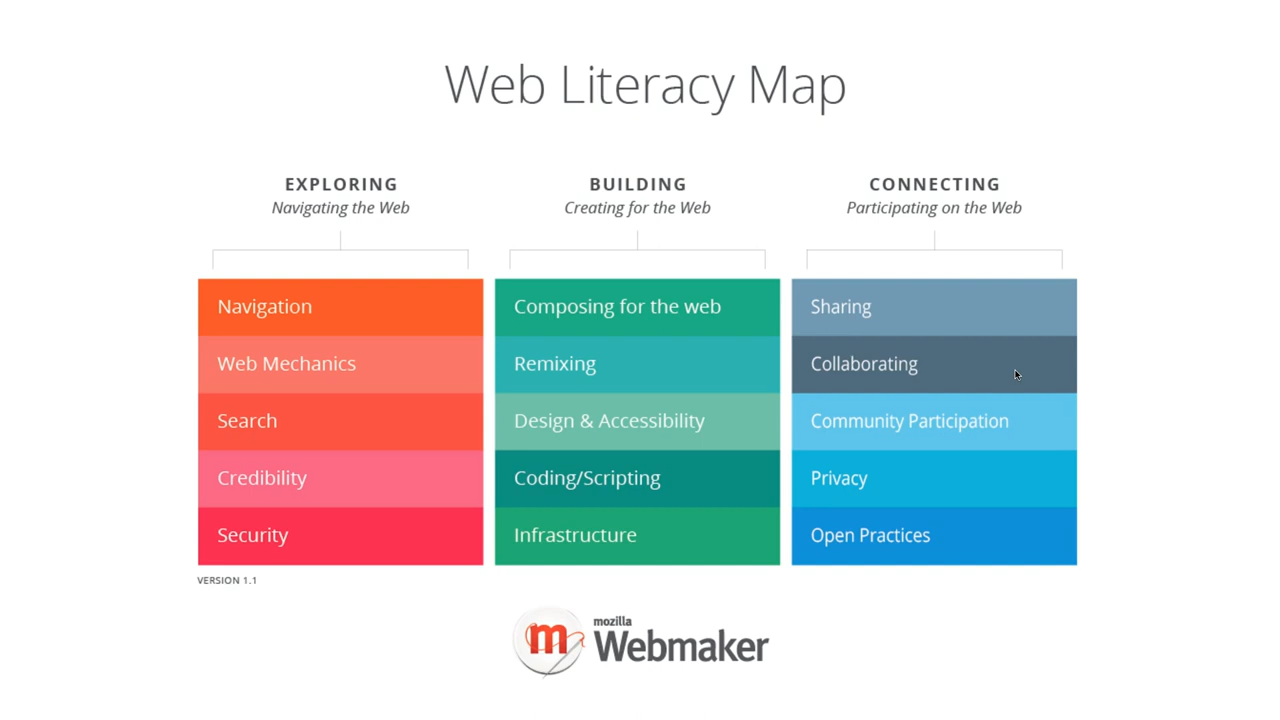 Web Literacy Map
EXPLORING
Navigating the Web
Navigation
Web Mechanics
Search
Credibility
Security
BUILDING
Creating for the Web
Composing for the web
Remixing
Design & Accessibility
Coding/Scripting
Infrastructure
CONNECTING
Participating on the Web
Sharing
Collaborating
Community Participation
Privacy
Open Practices
VERSION 1.1
m
mozilla
Webmaker